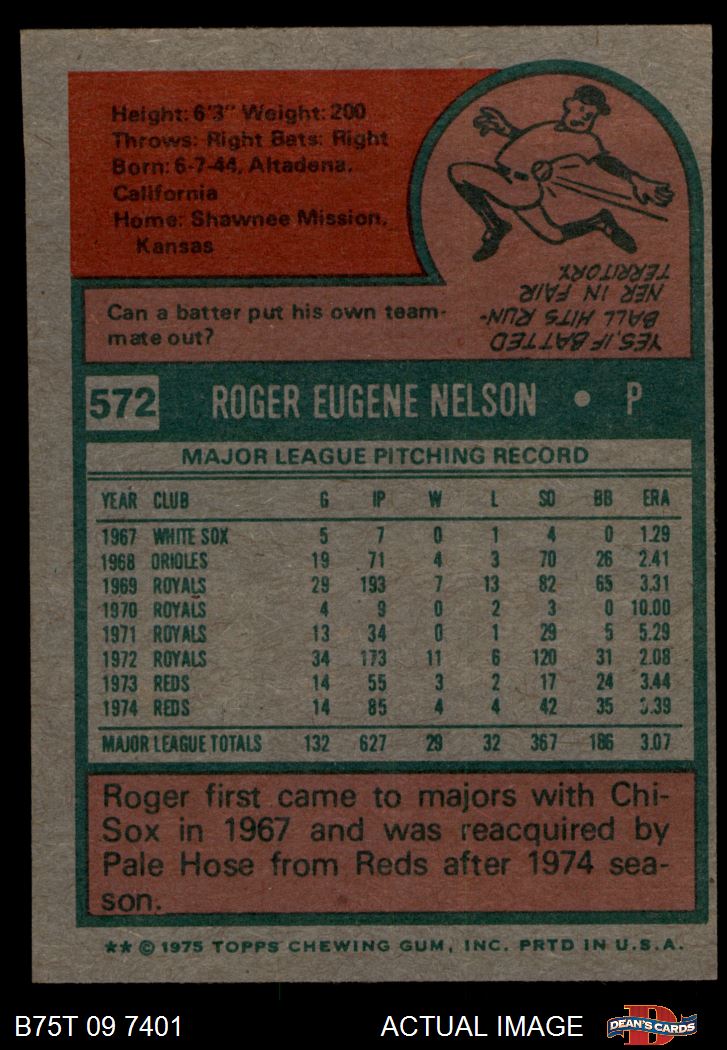 Height: 6'3" Weight: 200
Throws: Right Bats: Right
Born: 6-7-44, Altadena,
California
Home: Shawnee Mission,
Kansas
Can a batter put his own team-
mate out?
YES, IF BATTED
BALL HITS RUN-
NER IN FAIR
TERRITORY.
572 ROGER EUGENE NELSON • P
MAJOR LEAGUE PITCHING RECORD
YEAR CLUB G IP W L SO BB ERA
1967 WHITE SOX 5 7 0 1 4 0 1.29
1968 ORIOLES 19 71 4 3 70 26 2.41
1969 ROYALS 29 193 7 13 82 65 3.31
1970 ROYALS 4 9 0 2 3 0 10.00
1971 ROYALS 13 34 0 1 29 5 5.29
1972 ROYALS 34 173 11 6 120 31 2.08
1973 REDS 14 55 3 2 17 24 3.44
1974 REDS 14 85 4 4 42 35 3.39
MAJOR LEAGUE TOTALS 132 627 29 32 367 186 3.07
Roger first came to majors with Chi-
Sox in 1967 and was reacquired by
Pale Hose from Reds after 1974 sea-
son.
** © 1975 TOPPS CHEWING GUM, INC. PRTD IN U.S.A.
B75T 09 7401 ACTUAL IMAGE DEAN'S CARDS